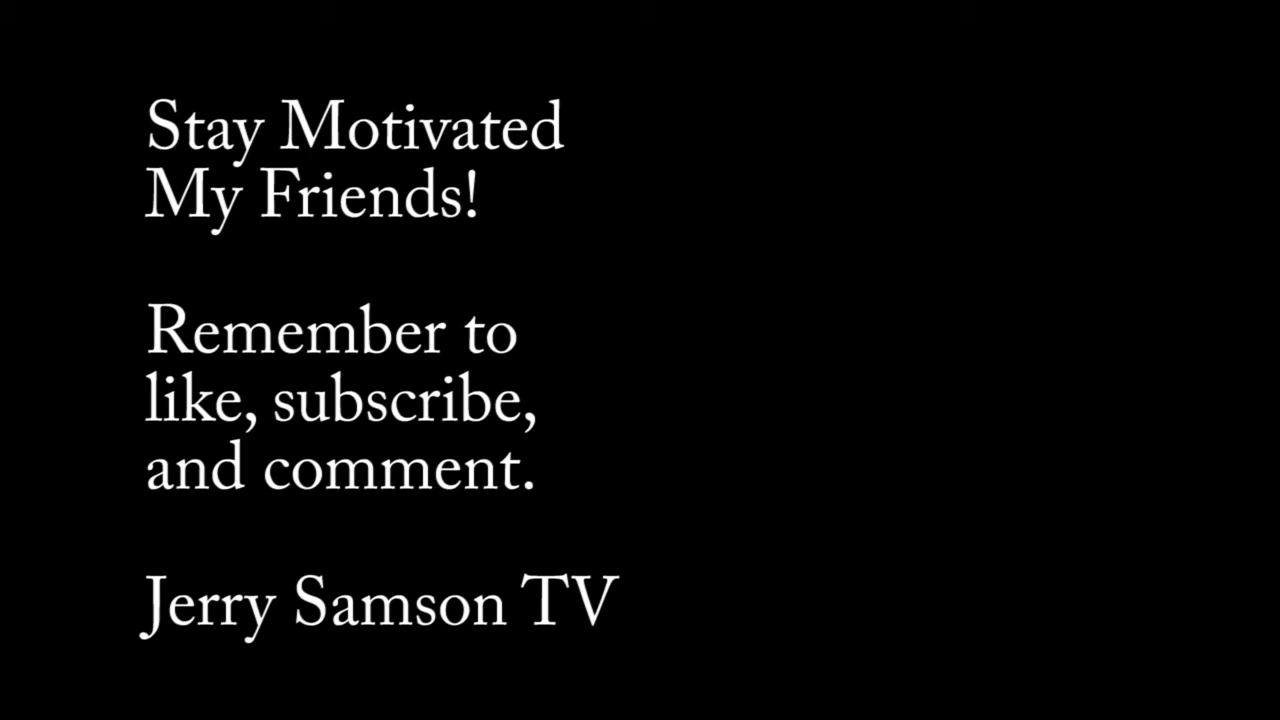 Stay Motivated
My Friends!
Remember to
like, subscribe,
and comment.
Jerry Samson TV